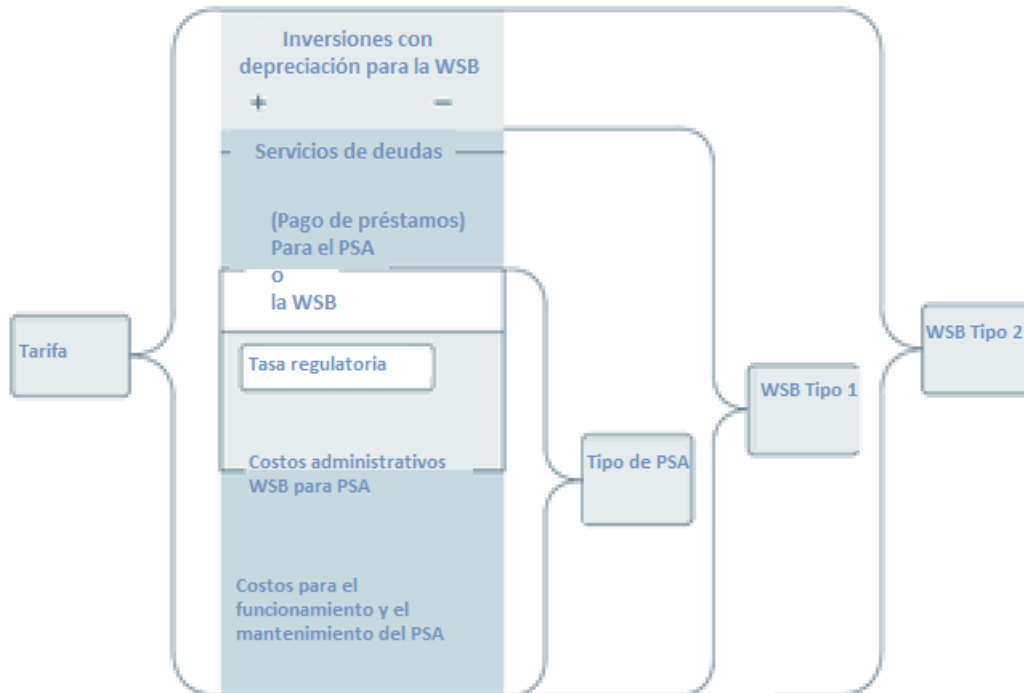 Inversiones con
depreciación para la WSB
+ −
Servicios de deudas
(Pago de préstamos)
Para el PSA
o
la WSB
Tarifa
Tasa regulatoria
Costos administrativos
WSB para PSA
Costos para el
funcionamiento y el
mantenimiento del PSA
Tipo de PSA
WSB Tipo 1
WSB Tipo 2